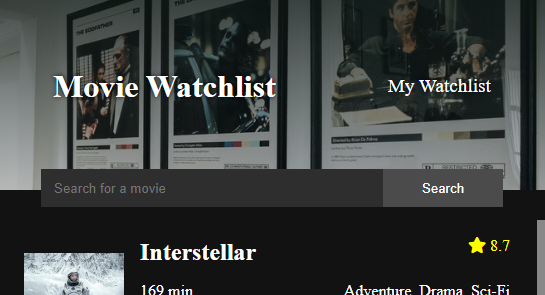 THE GODFATHER
Movie Watchlist
My Watchlist
RESTRICTED
Search for a movie
Search
Interstellar
8.7
169 min
Adventure, Drama, Sci-Fi